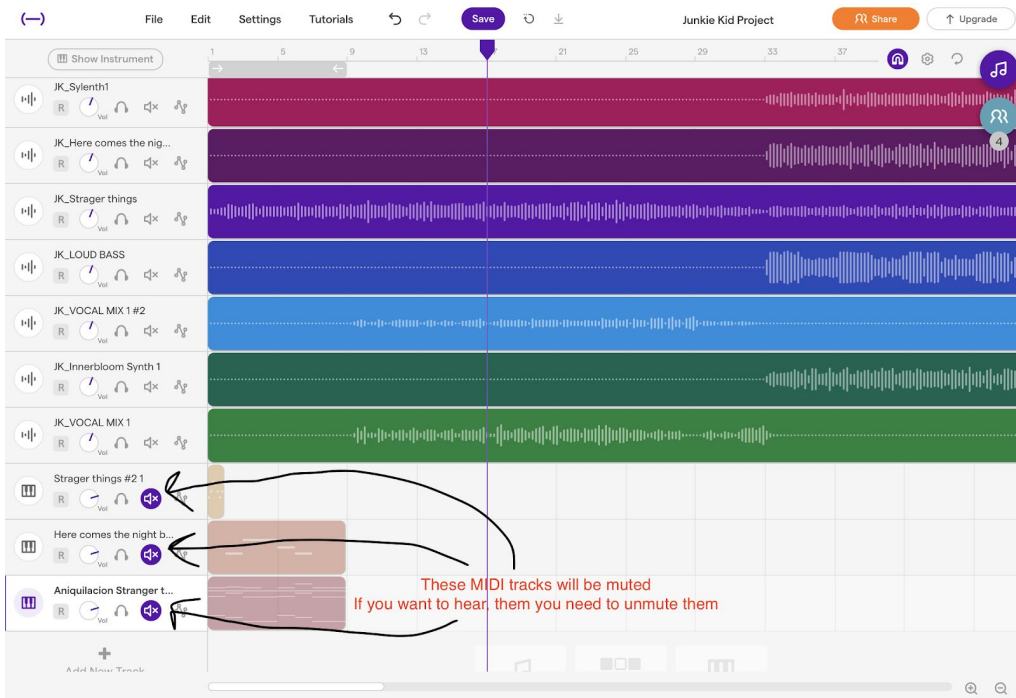 File Edit Settings Tutorials Save Junkie Kid Project Share Upgrade
Show Instrument
1 5 9 13 21 25 29 33 37
JK_Sylenth1
R Vol
JK_Here comes the nig...
R Vol
4
JK_Strager things
R Vol
JK_LOUD BASS
R Vol
JK_VOCAL MIX 1 #2
R Vol
JK_Innerbloom Synth 1
R Vol
JK_VOCAL MIX 1
R Vol
Strager things #2 1
R Vol
Here comes the night b...
R Vol
These MIDI tracks will be muted
If you want to hear, them you need to unmute them
Aniquilacion Stranger t...
R Vol
Add New Track